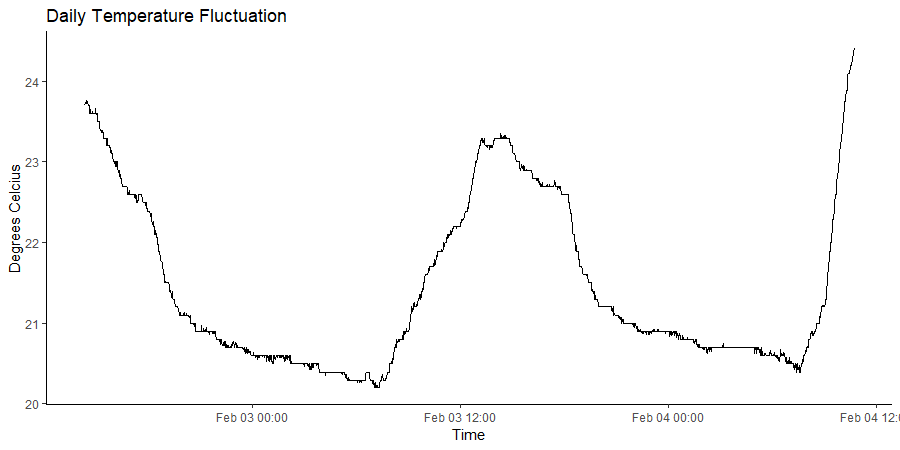 Daily Temperature Fluctuation
Degrees Celcius
24
23
22
21
20
Feb 03 00:00
Feb 03 12:00
Feb 04 00:00
Feb 04 12:0
Time